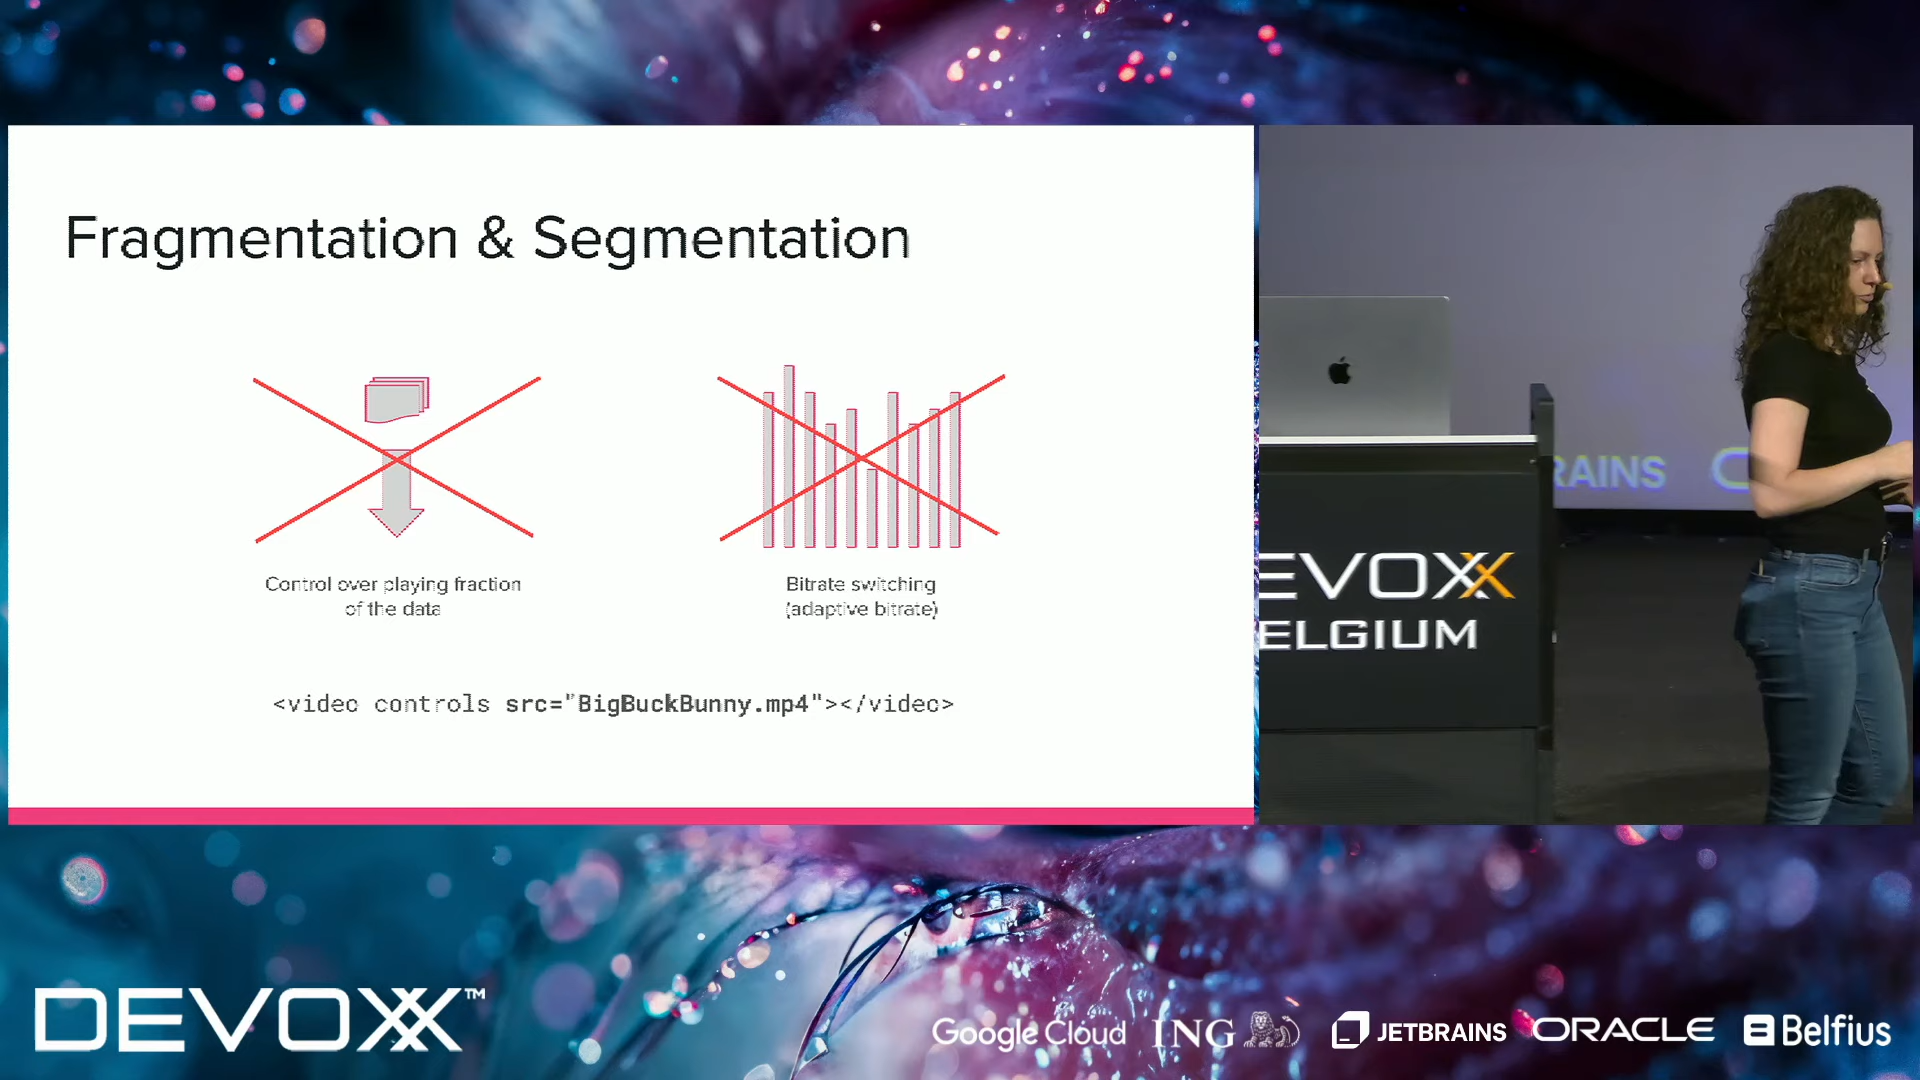 Fragmentation & Segmentation
Control over playing fraction
of the data
Bitrate switching
(adaptive bitrate)
<video controls src="BigBuckBunny.mp4"></video>
RAINS
EVOXX
ELGIUM
DEVOXX™
Google Cloud
ING
JETBRAINS
ORACLE
Belfius